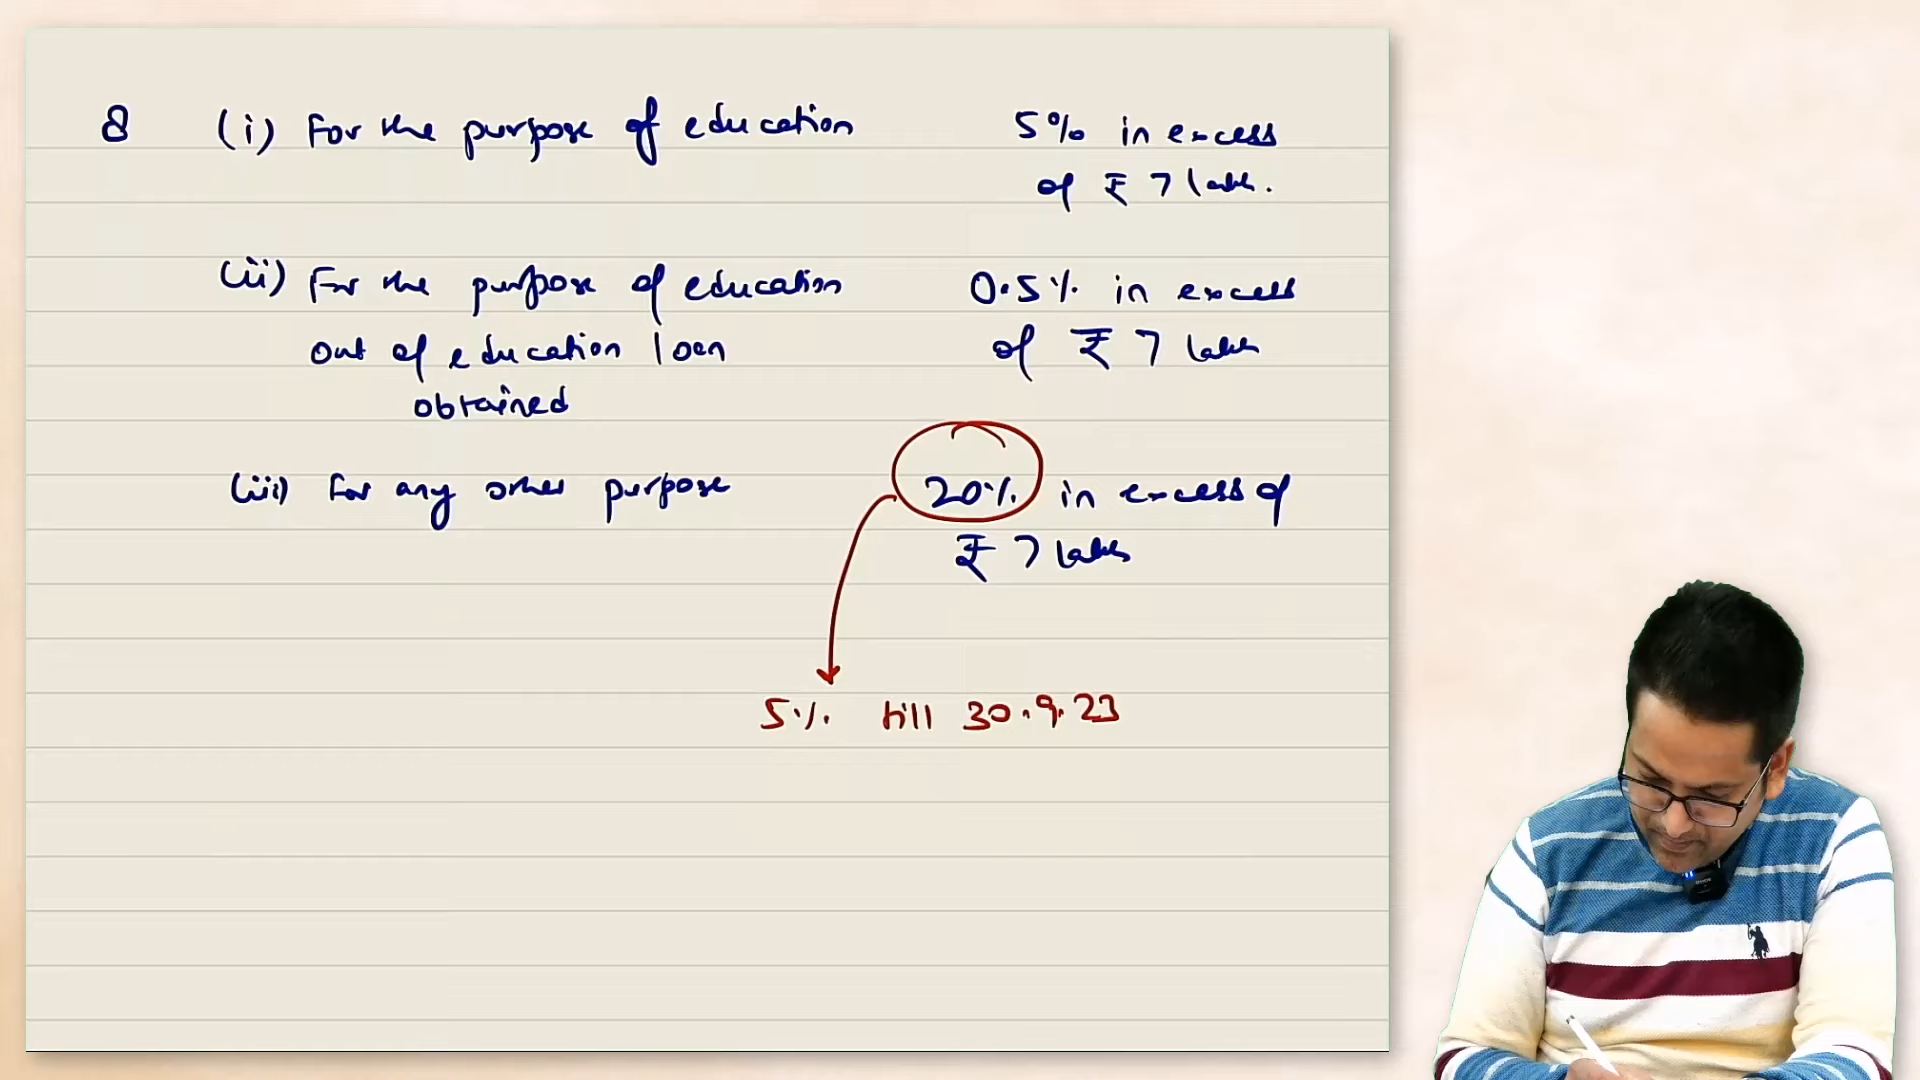 8 (i) For the purpose of education 5% in excess
of ₹ 7 lakh.
(ii) For the purpose of education 0.5% in excess
out of education loan of ₹ 7 lakh
obtained
(iii) for any other purpose 20% in excess of
₹ 7 lakhs
5% till 30.9.23